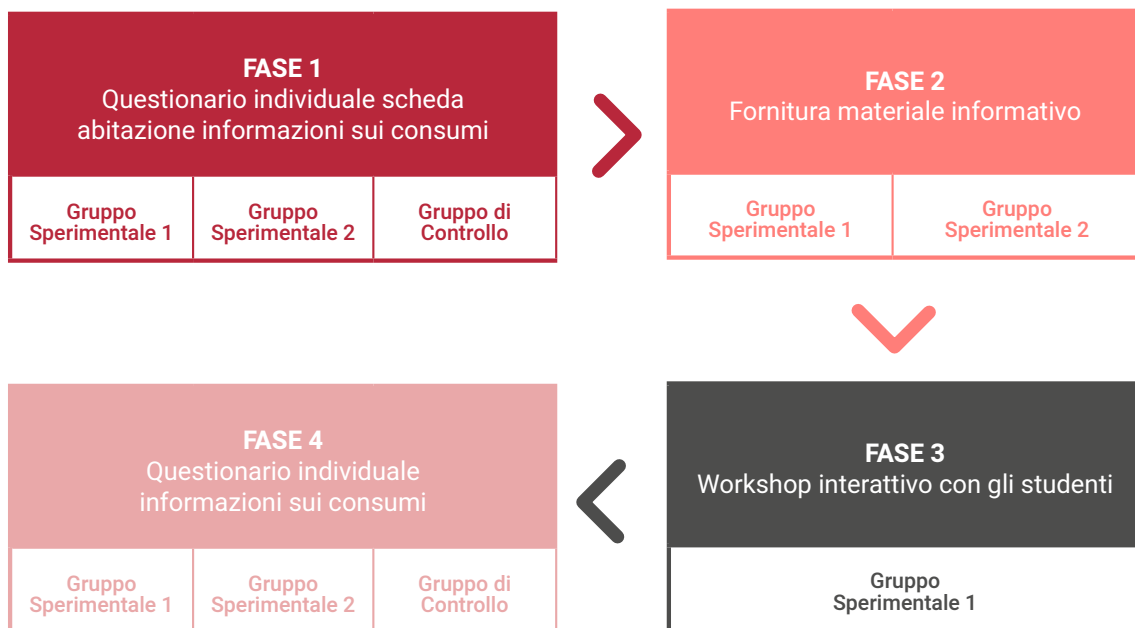 FASE 1
Questionario individuale scheda
abitazione informazioni sui consumi
Gruppo
Sperimentale 1
Gruppo
Sperimentale 2
Gruppo di
Controllo
FASE 2
Fornitura materiale informativo
Gruppo
Sperimentale 1
Gruppo
Sperimentale 2
FASE 3
Workshop interattivo con gli studenti
Gruppo
Sperimentale 1
FASE 4
Questionario individuale
informazioni sui consumi
Gruppo
Sperimentale 1
Gruppo
Sperimentale 2
Gruppo di
Controllo